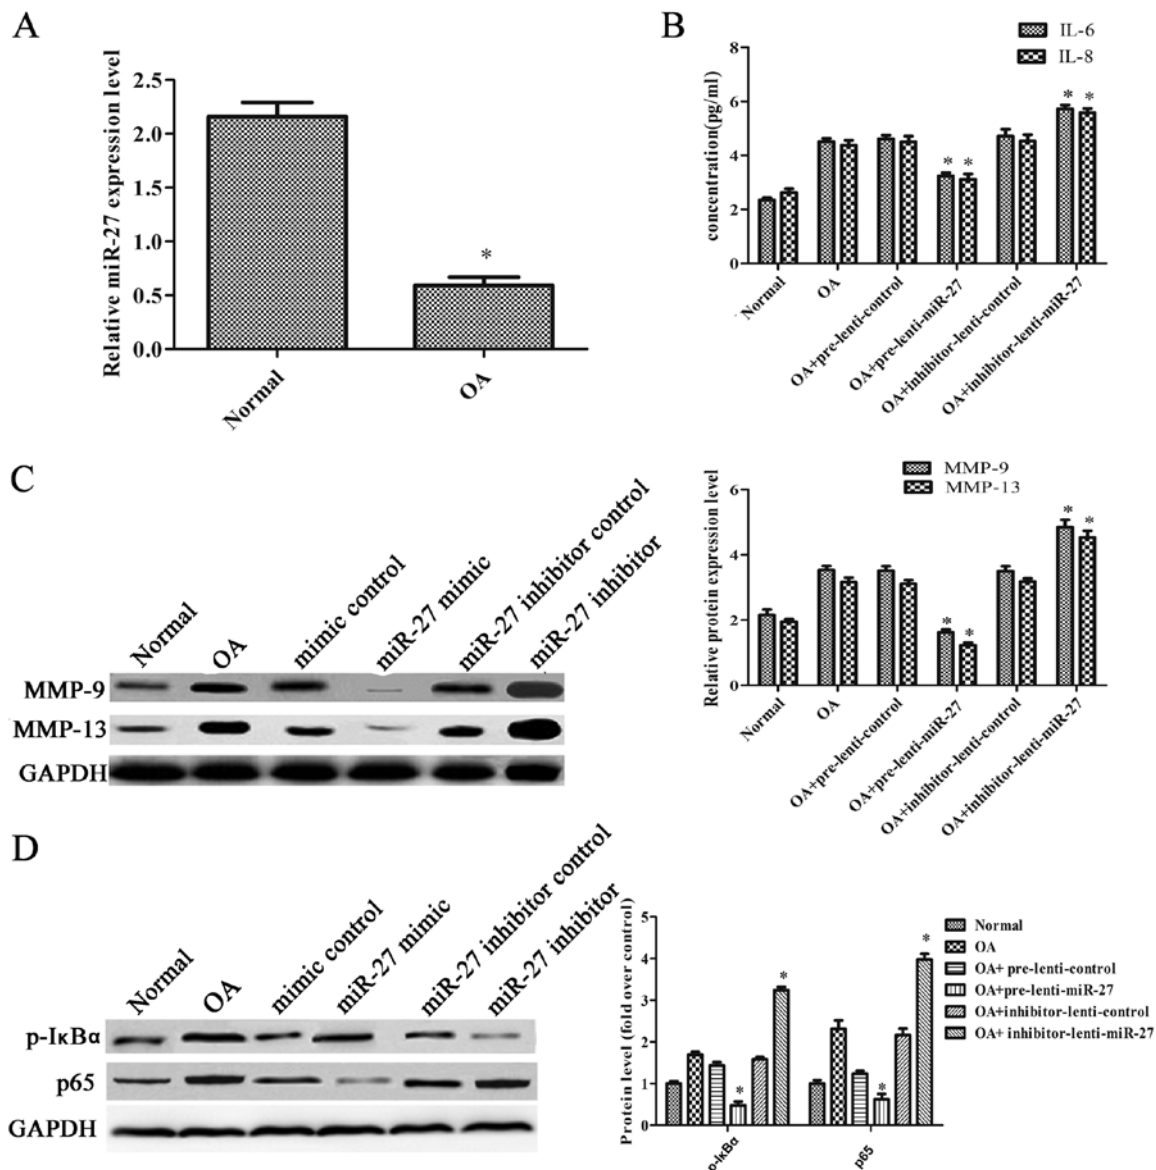 A
Relative miR-27 expression level
2.5
2.0
1.5
1.0
0.5
0.0
*
Normal
OA
B
IL-6
IL-8
concentration(pg/ml)
8
6
4
2
0
* *
* *
Normal
OA
OA+pre-lenti-control
OA+pre-lenti-miR-27
OA+inhibitor-lenti-control
OA+inhibitor-lenti-miR-27
C
Normal
OA
mimic control
miR-27 mimic
miR-27 inhibitor control
miR-27 inhibitor
MMP-9
MMP-13
GAPDH
MMP-9
MMP-13
Relative protein expression level
6
4
2
0
* *
* *
Normal
OA
OA+pre-lenti-control
OA+pre-lenti-miR-27
OA+inhibitor-lenti-control
OA+inhibitor-lenti-miR-27
D
Normal
OA
mimic control
miR-27 mimic
miR-27 inhibitor control
miR-27 inhibitor
p-IκBα
p65
GAPDH
Protein level (fold over control)
5
4
3
2
1
0
*
*
*
*
p-IκBα
p65
Normal
OA
OA+ pre-lenti-control
OA+pre-lenti-miR-27
OA+inhibitor-lenti-control
OA+ inhibitor-lenti-miR-27